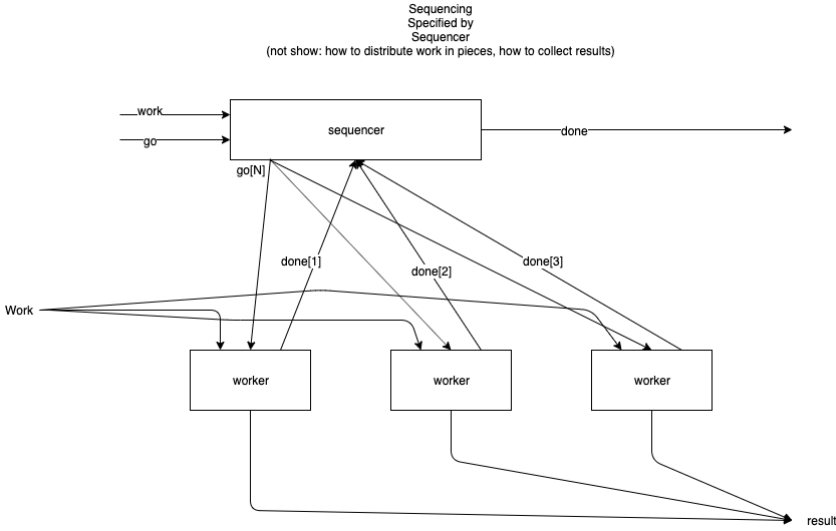 Sequencing
Specified by
Sequencer
(not show: how to distribute work in pieces, how to collect results)
work
go
sequencer
done
go[N]
done[1]
done[2]
done[3]
Work
worker
worker
worker
result